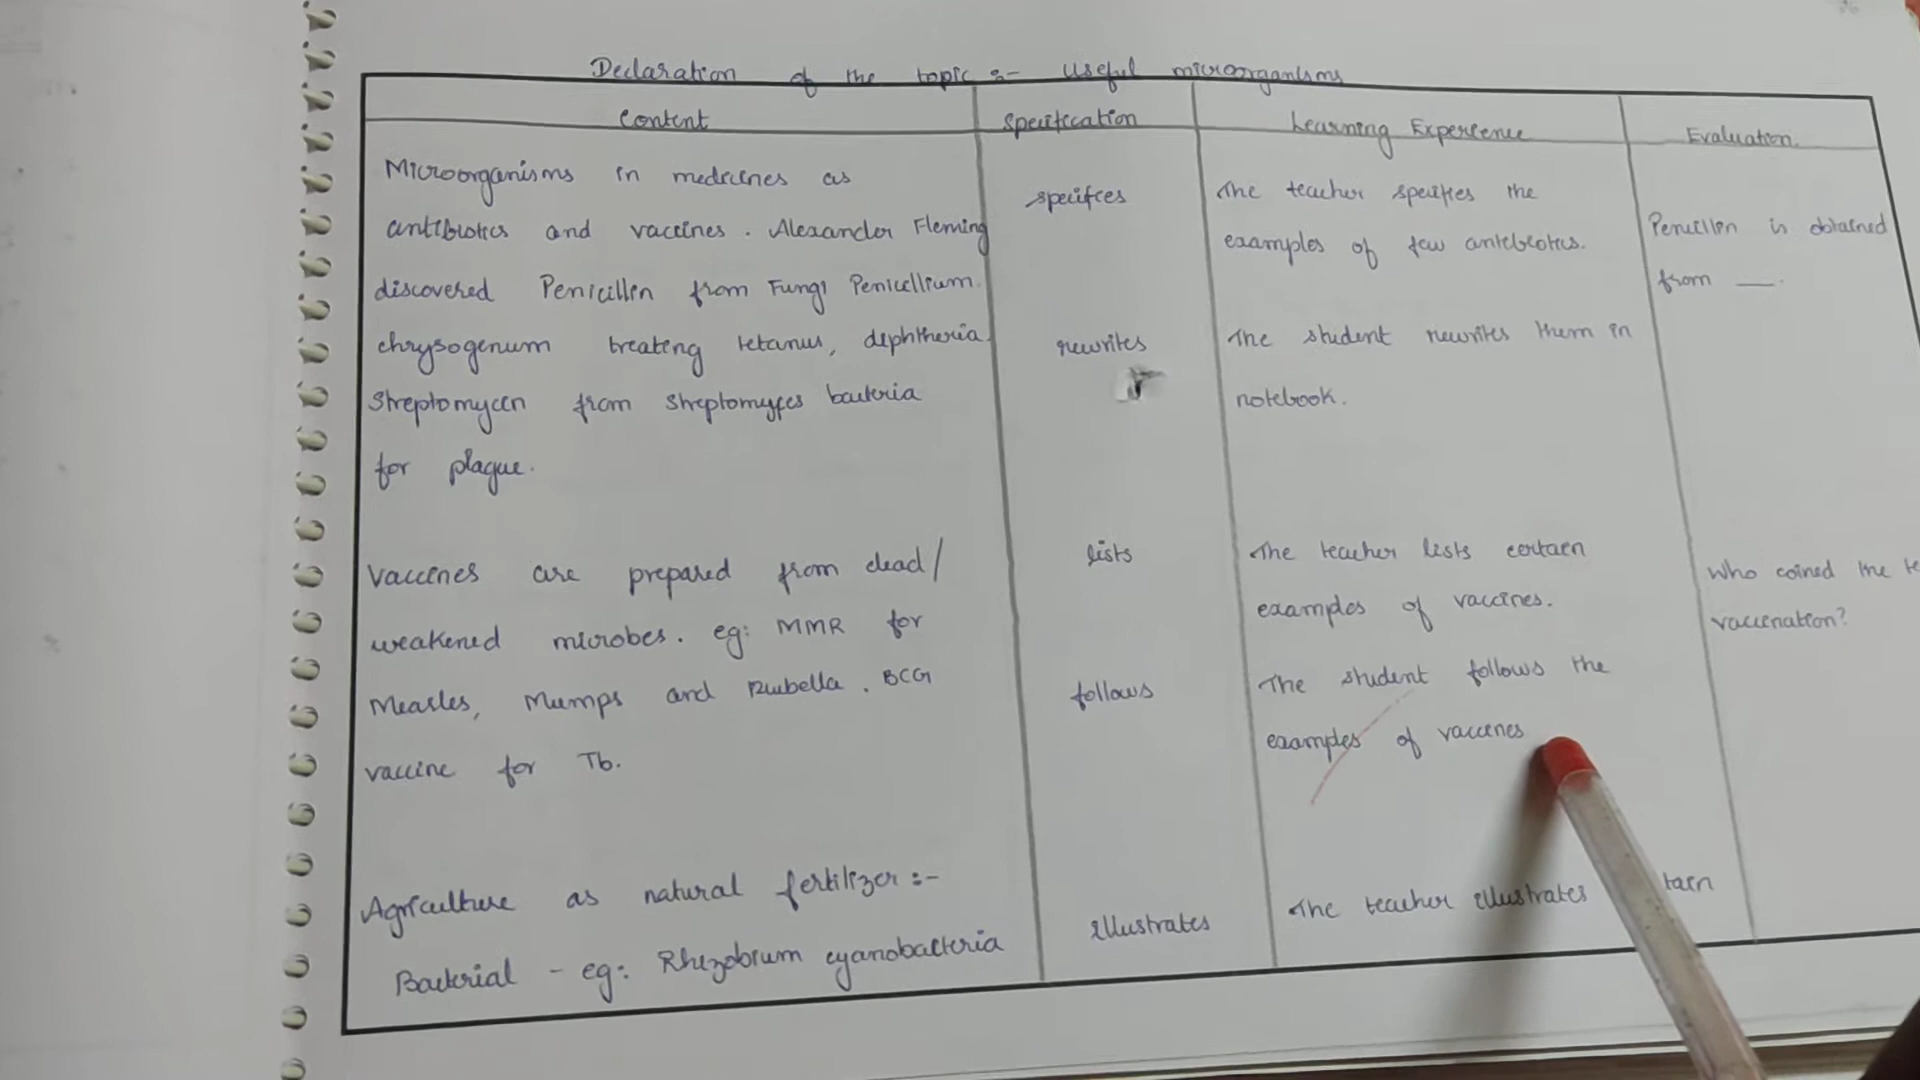 Declaration of the topic :- Useful microorganisms
Content
Specification
Learning Experience
Evaluation.
Microorganisms in medicines as
antibiotics and vaccines. Alexander Fleming
discovered Penicillin from Fungi Penicillium.
chrysogenum treating tetanus, diphtheria.
Streptomycin from Streptomyces bacteria
for plague.
specifies
The teacher specifies the
examples of few antibiotics.
Penicillin is obtained
from __.
rewrites
The student rewrites them in
notebook.
Vaccines are prepared from dead/
weakened microbes. eg: MMR for
Measles, Mumps and Rubella. BCG
vaccine for Tb.
lists
The teacher lists certain
examples of vaccines.
Who coined the
vaccination?
follows
The student follows the
examples of vaccines
Agriculture as natural fertilizer :-
Bacterial - eg: Rhizobium cyanobacteria
illustrates
The teacher illustrates